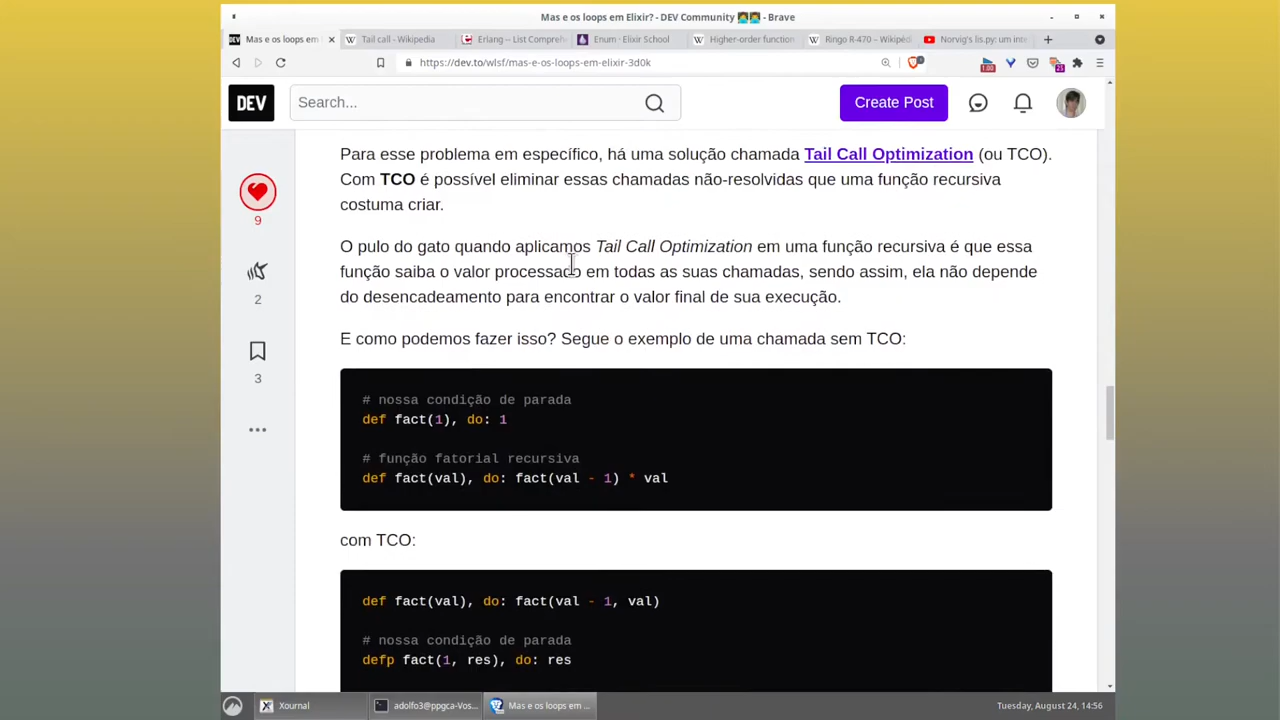 Mas e os loops em Elixir? - DEV Community 👩‍💻👨‍💻 - Brave
Mas e os loops em
Tail call - Wikipedia
Erlang -- List Compreh
Enum · Elixir School
Higher-order function
Ringo R-470 – Wikipéd
Norvig's lis.py: um inte
https://dev.to/wlsf/mas-e-os-loops-em-elixir-3d0k
1.00
DEV
Search...
Create Post
Para esse problema em específico, há uma solução chamada Tail Call Optimization (ou TCO).
Com TCO é possível eliminar essas chamadas não-resolvidas que uma função recursiva
costuma criar.
9
O pulo do gato quando aplicamos Tail Call Optimization em uma função recursiva é que essa
função saiba o valor processado em todas as suas chamadas, sendo assim, ela não depende
do desencadeamento para encontrar o valor final de sua execução.
2
E como podemos fazer isso? Segue o exemplo de uma chamada sem TCO:
3
# nossa condição de parada
def fact(1), do: 1
# função fatorial recursiva
def fact(val), do: fact(val - 1) * val
com TCO:
def fact(val), do: fact(val - 1, val)
# nossa condição de parada
defp fact(1, res), do: res
Xournal
adolfo3@ppgca-Vos...
Mas e os loops em ...
Tuesday, August 24, 14:56